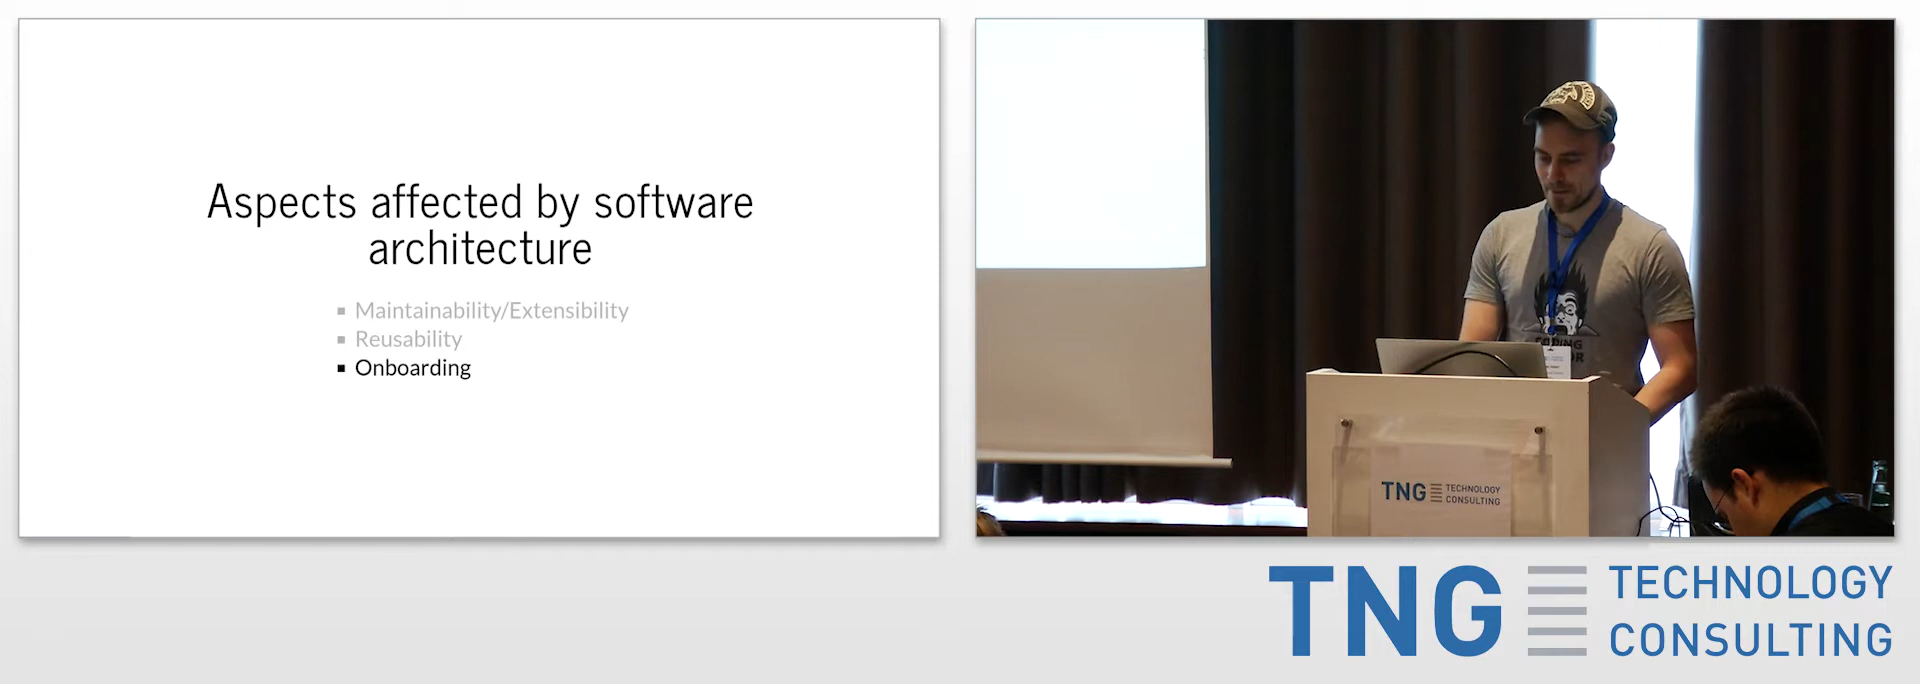 Aspects affected by software
architecture
Maintainability/Extensibility
Reusability
Onboarding
TNG TECHNOLOGY
CONSULTING
TNG TECHNOLOGY
CONSULTING